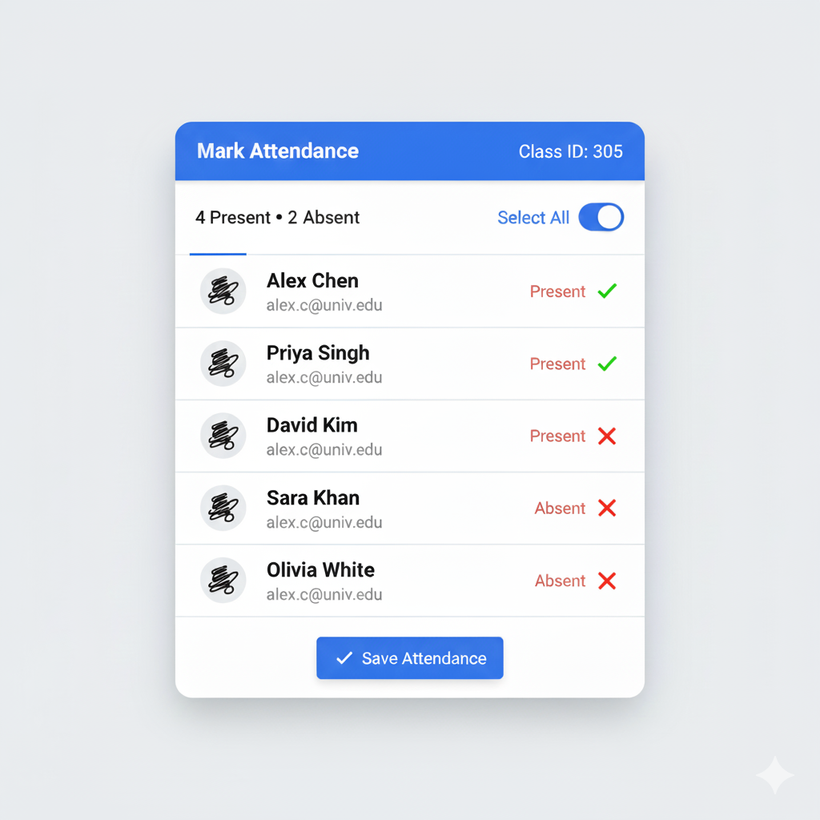 Mark Attendance
Class ID: 305
4 Present • 2 Absent
Select All
Alex Chen
alex.c@univ.edu
Present
Priya Singh
alex.c@univ.edu
Present
David Kim
alex.c@univ.edu
Present
Sara Khan
alex.c@univ.edu
Absent
Olivia White
alex.c@univ.edu
Absent
Save Attendance